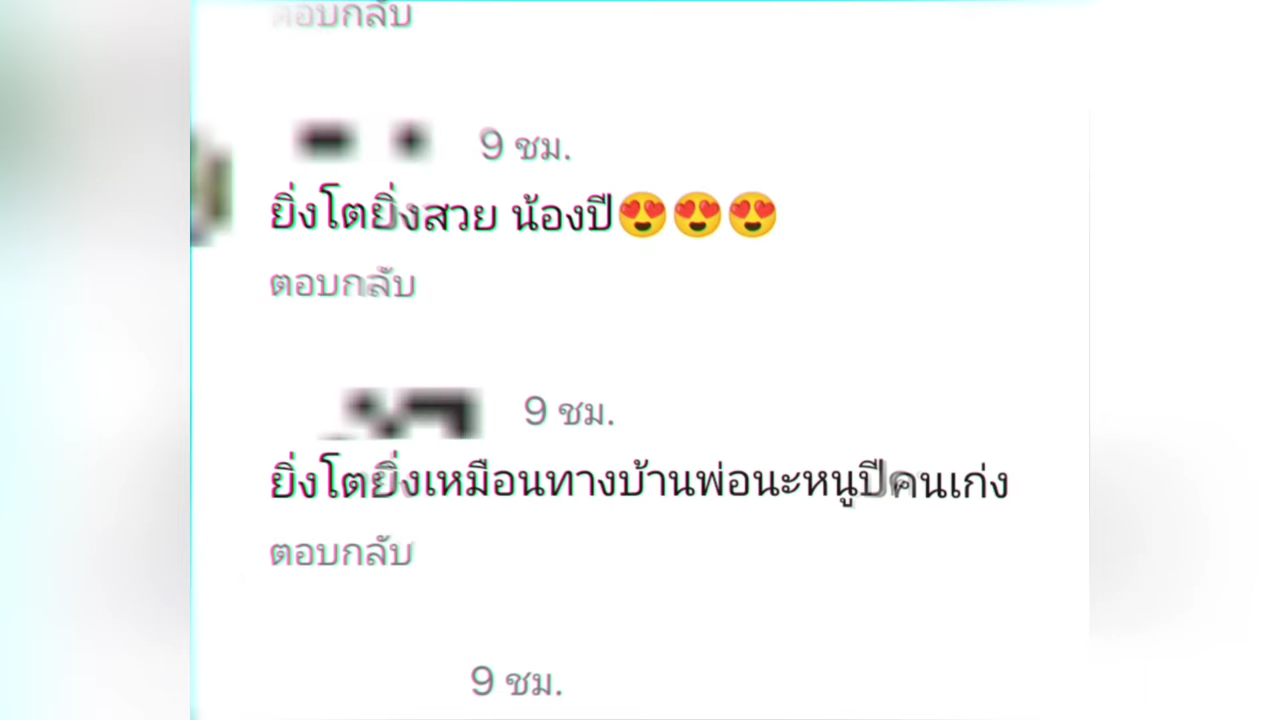 ตอบกลับ
9 ชม.
ยิ่งโตยิ่งสวย น้องปี😍😍😍
ตอบกลับ
9 ชม.
ยิ่งโตยิ่งเหมือนทางบ้านพ่อนะหนูปีคนเก่ง
ตอบกลับ
9 ชม.